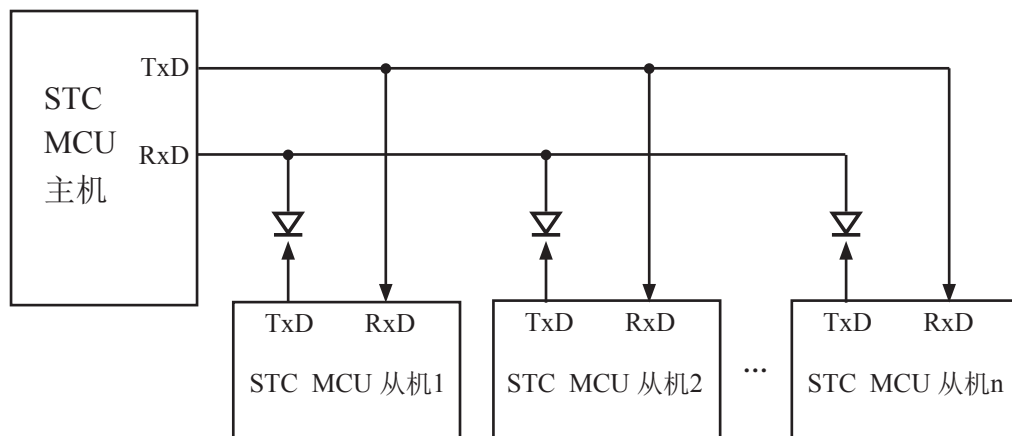 TxD
STC
MCU
RxD
主机
TxD RxD
TxD RxD
TxD RxD
STC MCU 从机1
STC MCU 从机2
...
STC MCU 从机n